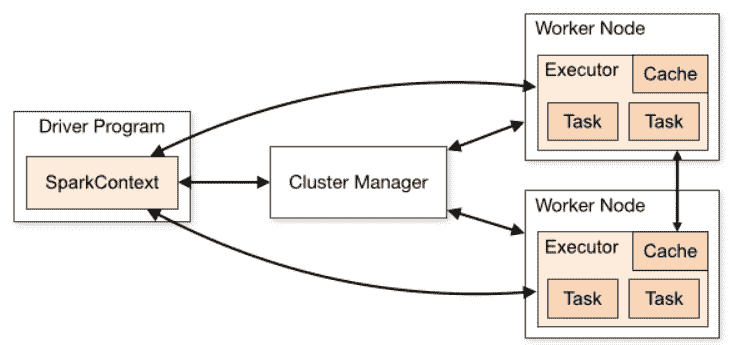 Driver Program
SparkContext
Cluster Manager
Worker Node
Executor
Cache
Task
Task
Worker Node
Executor
Cache
Task
Task